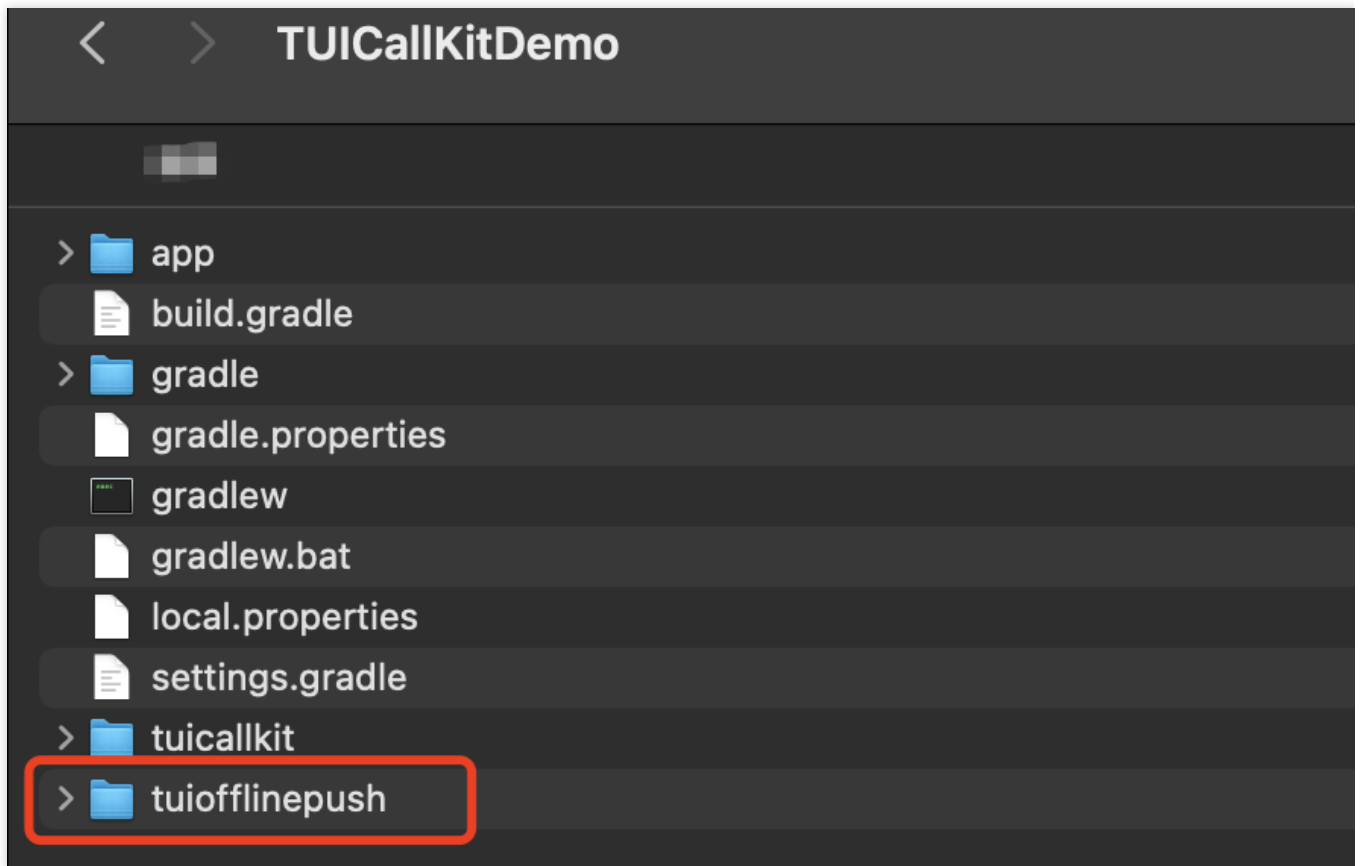 TUICallKitDemo
app
build.gradle
gradle
gradle.properties
gradlew
gradlew.bat
local.properties
settings.gradle
tuicallkit
tuiofflinepush